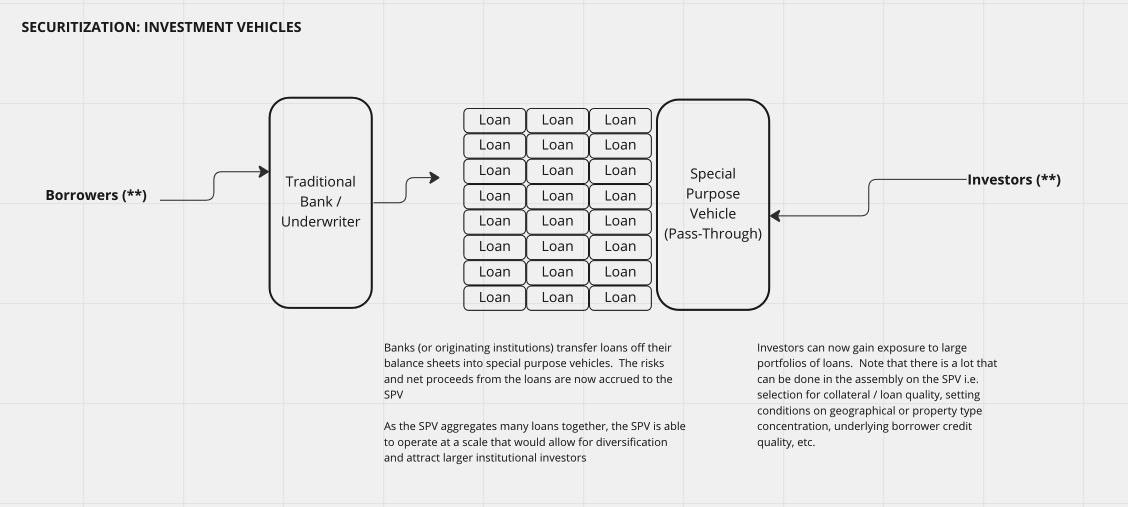 SECURITIZATION: INVESTMENT VEHICLES
Borrowers (**)
Traditional
Bank /
Underwriter
Loan Loan Loan
Loan Loan Loan
Loan Loan Loan
Loan Loan Loan
Loan Loan Loan
Loan Loan Loan
Loan Loan Loan
Loan Loan Loan
Special
Purpose
Vehicle
(Pass-Through)
Investors (**)
Banks (or originating institutions) transfer loans off their
balance sheets into special purpose vehicles. The risks
and net proceeds from the loans are now accrued to the
SPV
As the SPV aggregates many loans together, the SPV is able
to operate at a scale that would allow for diversification
and attract larger institutional investors
Investors can now gain exposure to large
portfolios of loans. Note that there is a lot that
can be done in the assembly on the SPV i.e.
selection for collateral / loan quality, setting
conditions on geographical or property type
concentration, underlying borrower credit
quality, etc.